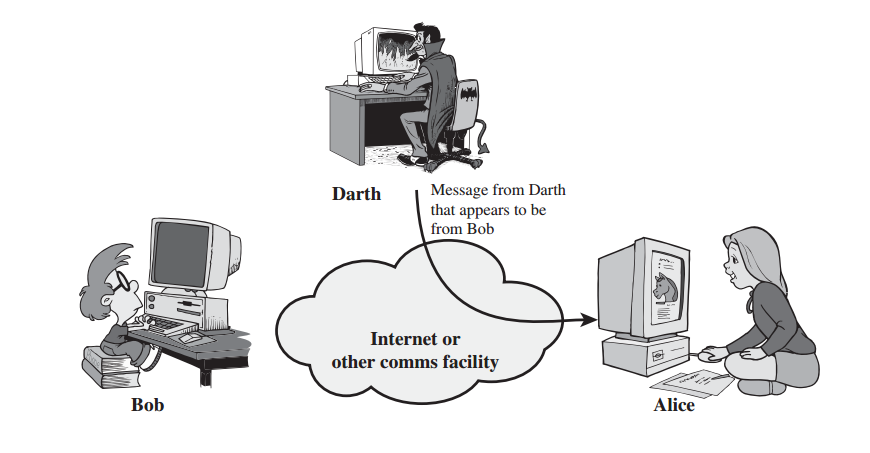 Darth
Message from Darth
that appears to be
from Bob
Internet or
other comms facility
Bob
Alice